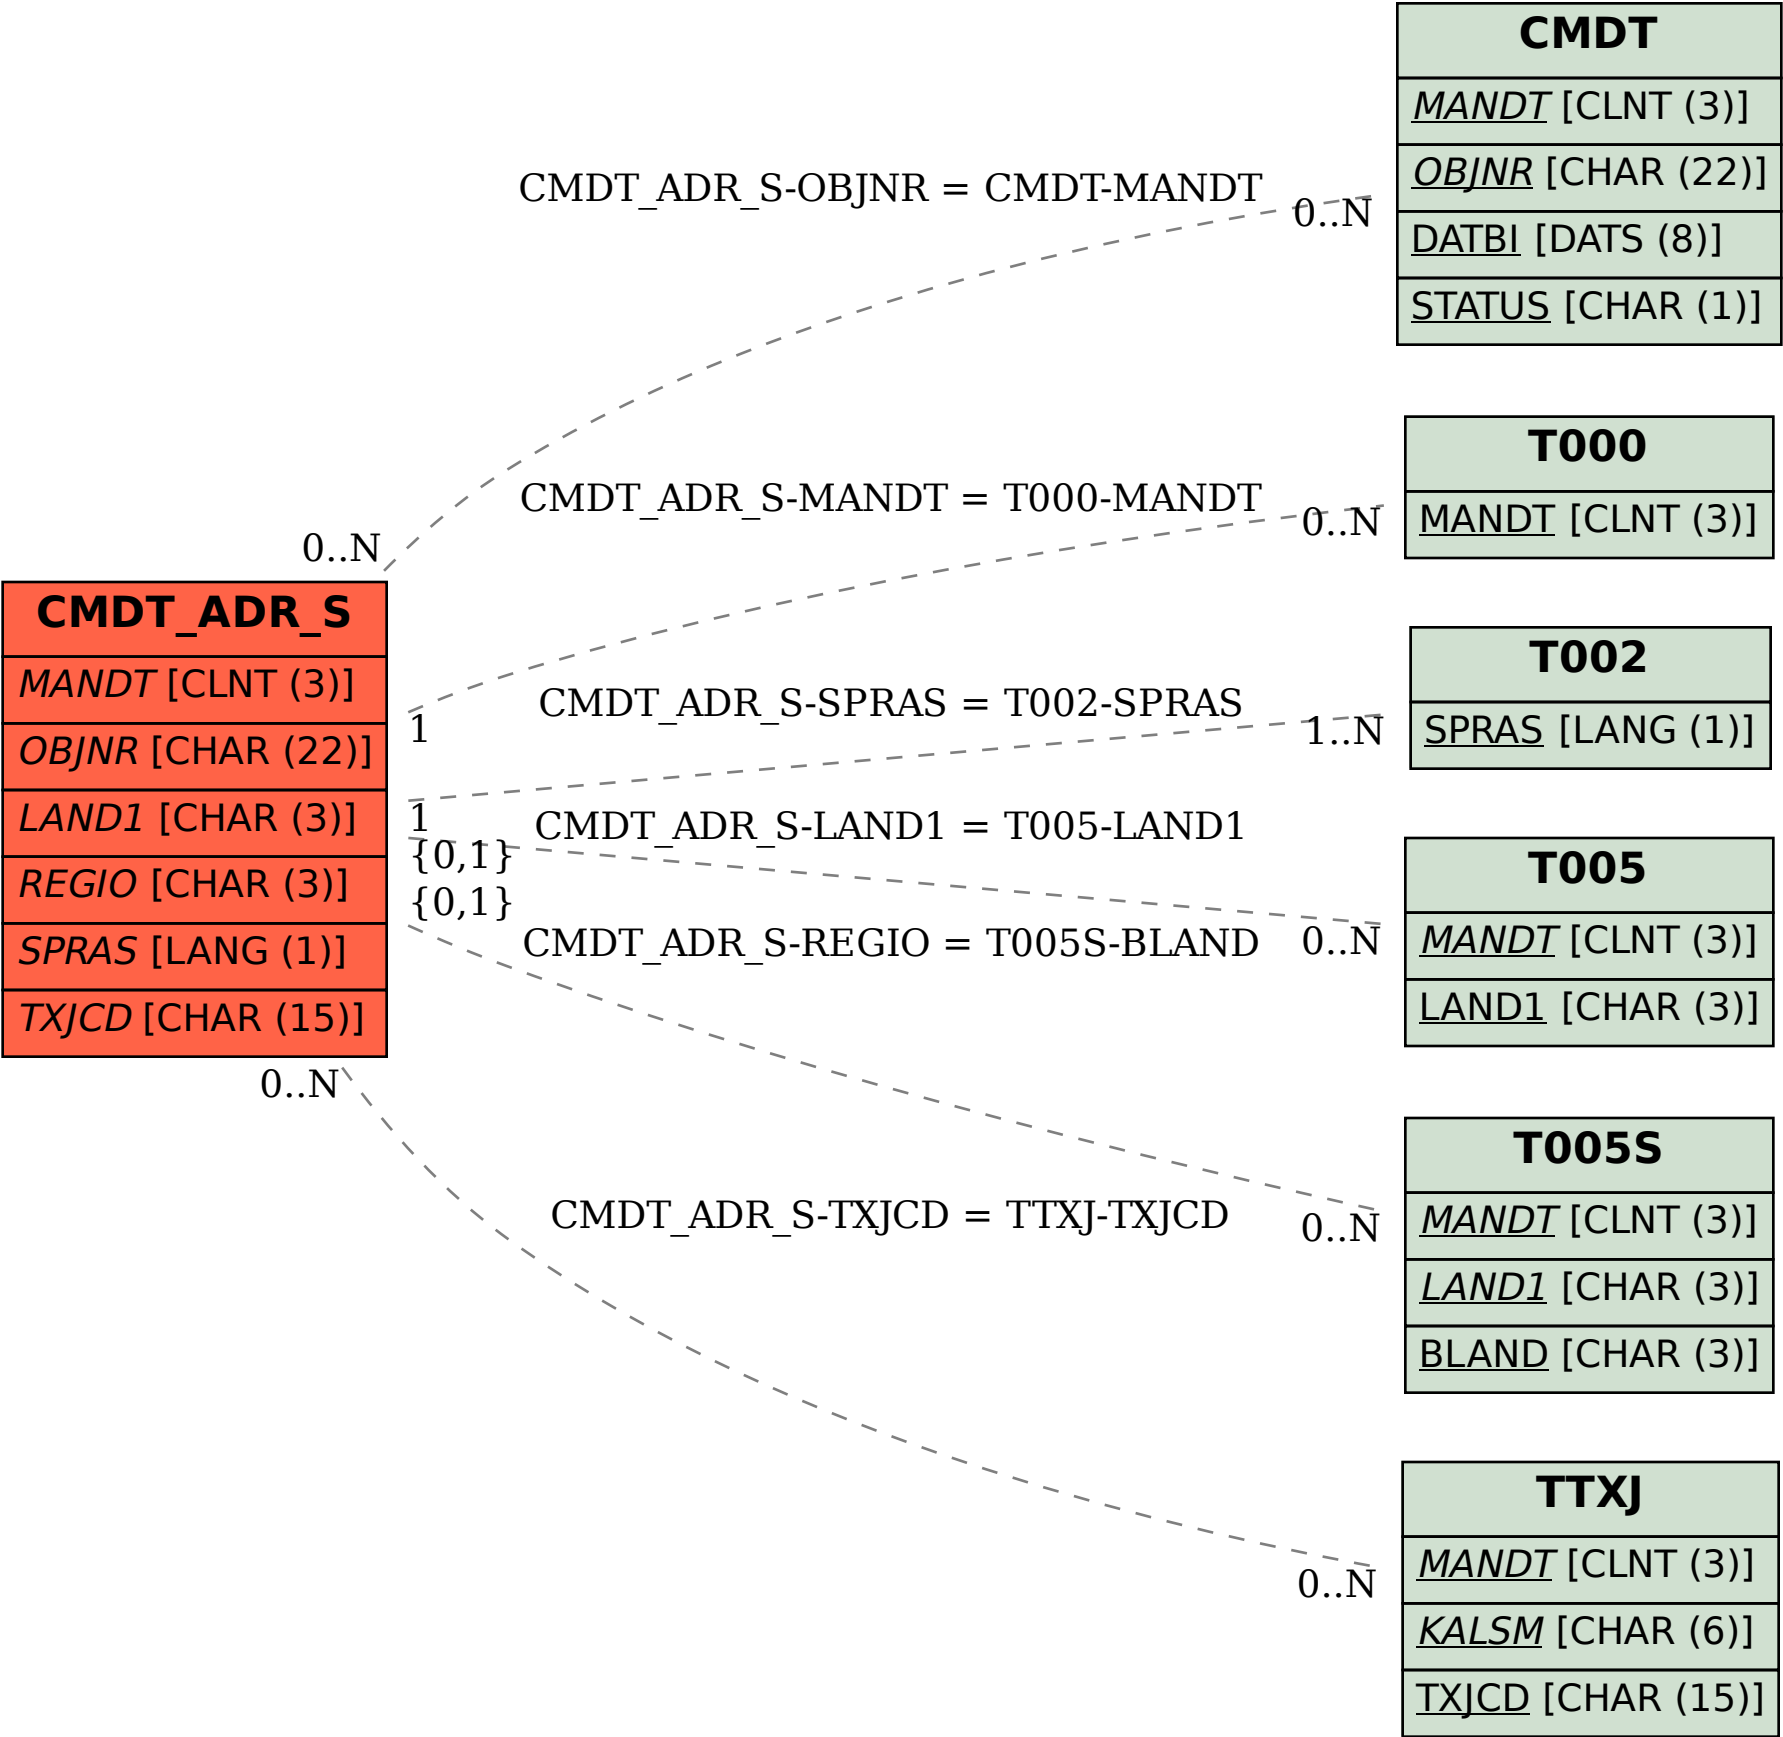 CMDT
MANDT [CLNT (3)]
OBJNR [CHAR (22)]
DATBI [DATS (8)]
STATUS [CHAR (1)]
CMDT_ADR_S-OBJNR = CMDT-MANDT
0..N
0..N
T000
MANDT [CLNT (3)]
CMDT_ADR_S-MANDT = T000-MANDT
0..N
1
CMDT_ADR_S
MANDT [CLNT (3)]
OBJNR [CHAR (22)]
LAND1 [CHAR (3)]
REGIO [CHAR (3)]
SPRAS [LANG (1)]
TXJCD [CHAR (15)]
T002
SPRAS [LANG (1)]
CMDT_ADR_S-SPRAS = T002-SPRAS
1..N
1
CMDT_ADR_S-LAND1 = T005-LAND1
{0,1}
0..N
T005
MANDT [CLNT (3)]
LAND1 [CHAR (3)]
{0,1}
CMDT_ADR_S-REGIO = T005S-BLAND
0..N
T005S
MANDT [CLNT (3)]
LAND1 [CHAR (3)]
BLAND [CHAR (3)]
0..N
CMDT_ADR_S-TXJCD = TTXJ-TXJCD
0..N
TTXJ
MANDT [CLNT (3)]
KALSM [CHAR (6)]
TXJCD [CHAR (15)]